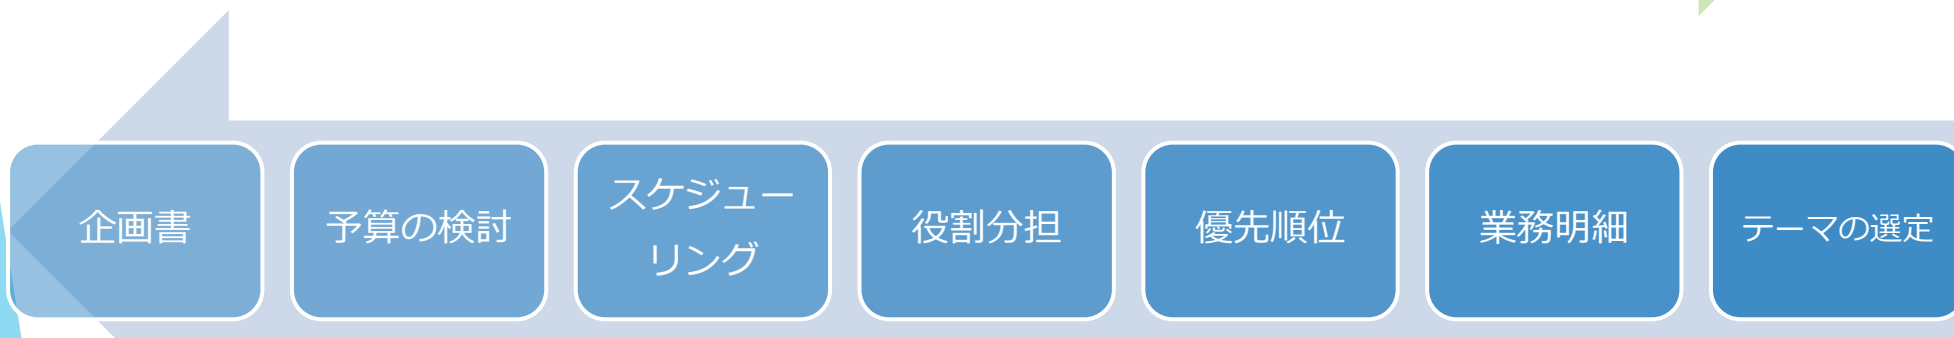 企画書
予算の検討
スケジュー
リング
役割分担
優先順位
業務明細
テーマの選定